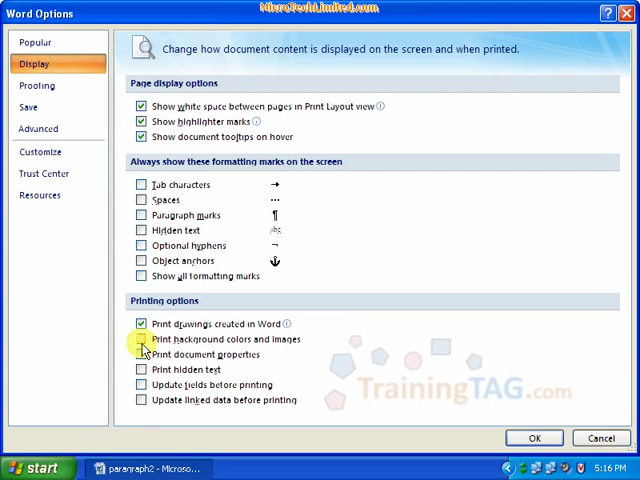 MicroTechLimited.com
Word Options
Popular
Change how document content is displayed on the screen and when printed.
Display
Proofing
Save
Advanced
Customize
Trust Center
Resources
Page display options
Show white space between pages in Print Layout view
Show highlighter marks
Show document tooltips on hover
Always show these formatting marks on the screen
Tab characters →
Spaces ···
Paragraph marks ¶
Hidden text abc
Optional hyphens ¬
Object anchors
Show all formatting marks
Printing options
Print drawings created in Word
Print background colors and images
Print document properties
Print hidden text
Update fields before printing
Update linked data before printing
TrainingTAG.com
OK Cancel
start paragraph2 - Microso... 5:16 PM